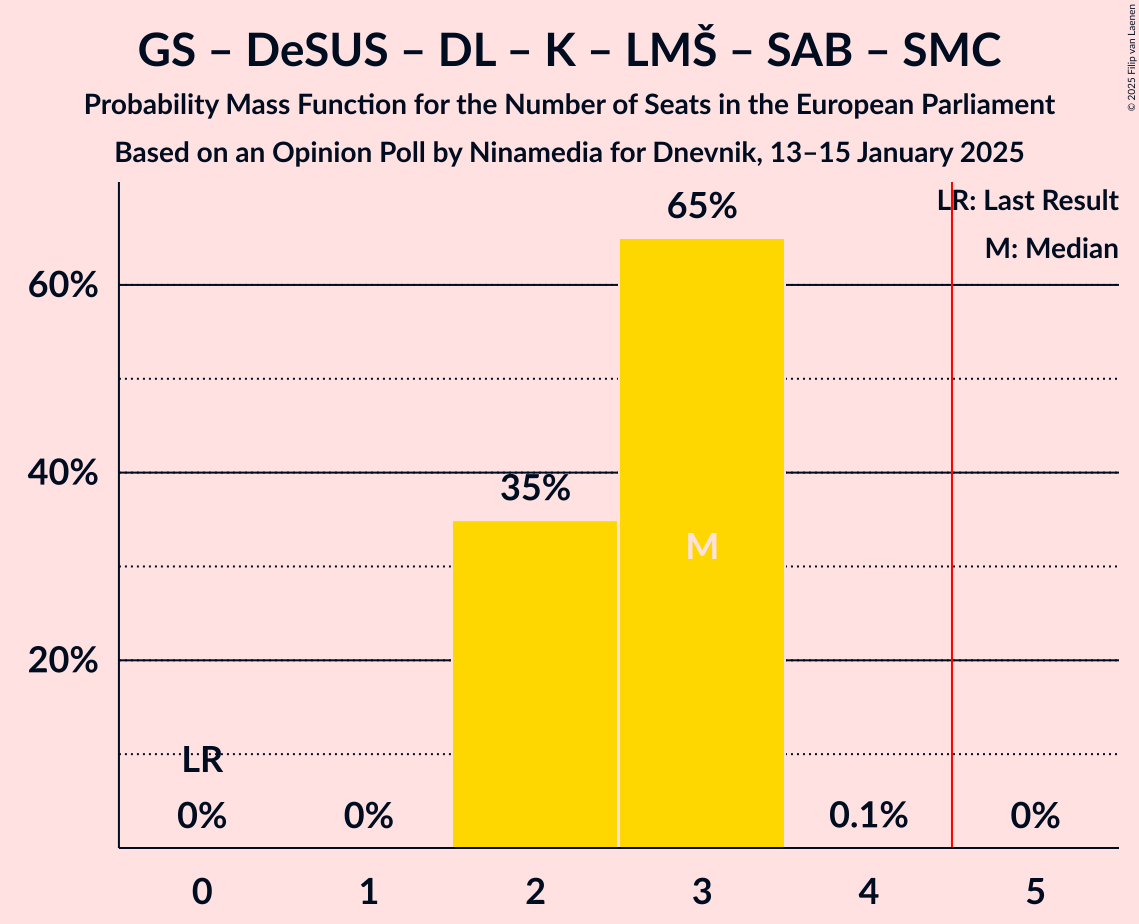 GS – DeSUS – DL – K – LMŠ – SAB – SMC
Probability Mass Function for the Number of Seats in the European Parliament
Based on an Opinion Poll by Ninamedia for Dnevnik, 13–15 January 2025
© 2025 Filip van Laenen
LR: Last Result
M: Median
65%
60%
40%
35%
M
20%
LR
0%
0%
0.1%
0%
0
1
2
3
4
5